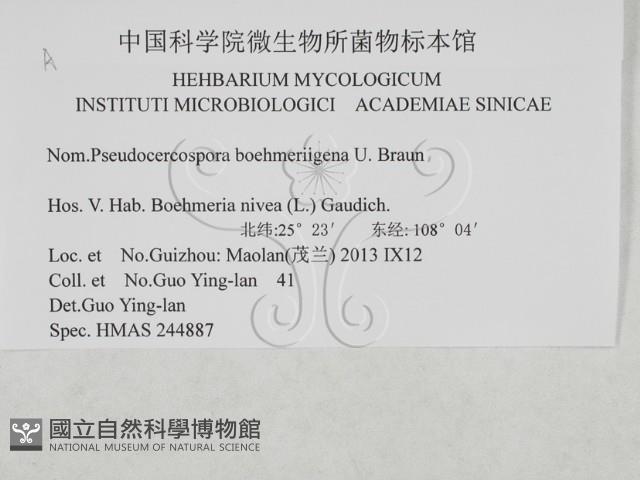 A
中国科学院微生物所菌物标本馆
HEHBARIUM MYCOLOGICUM
INSTITUTI MICROBIOLOGICI ACADEMIAE SINICAE
Nom.Pseudocercospora boehmeriigena U. Braun
Hos. V. Hab. Boehmeria nivea (L.) Gaudich.
北纬:25° 23′ 东经: 108° 04′
Loc. et No.Guizhou: Maolan(茂兰) 2013 IX12
Coll. et No.Guo Ying-lan 41
Det.Guo Ying-lan
Spec. HMAS 244887
國立自然科學博物館
NATIONAL MUSEUM OF NATURAL SCIENCE